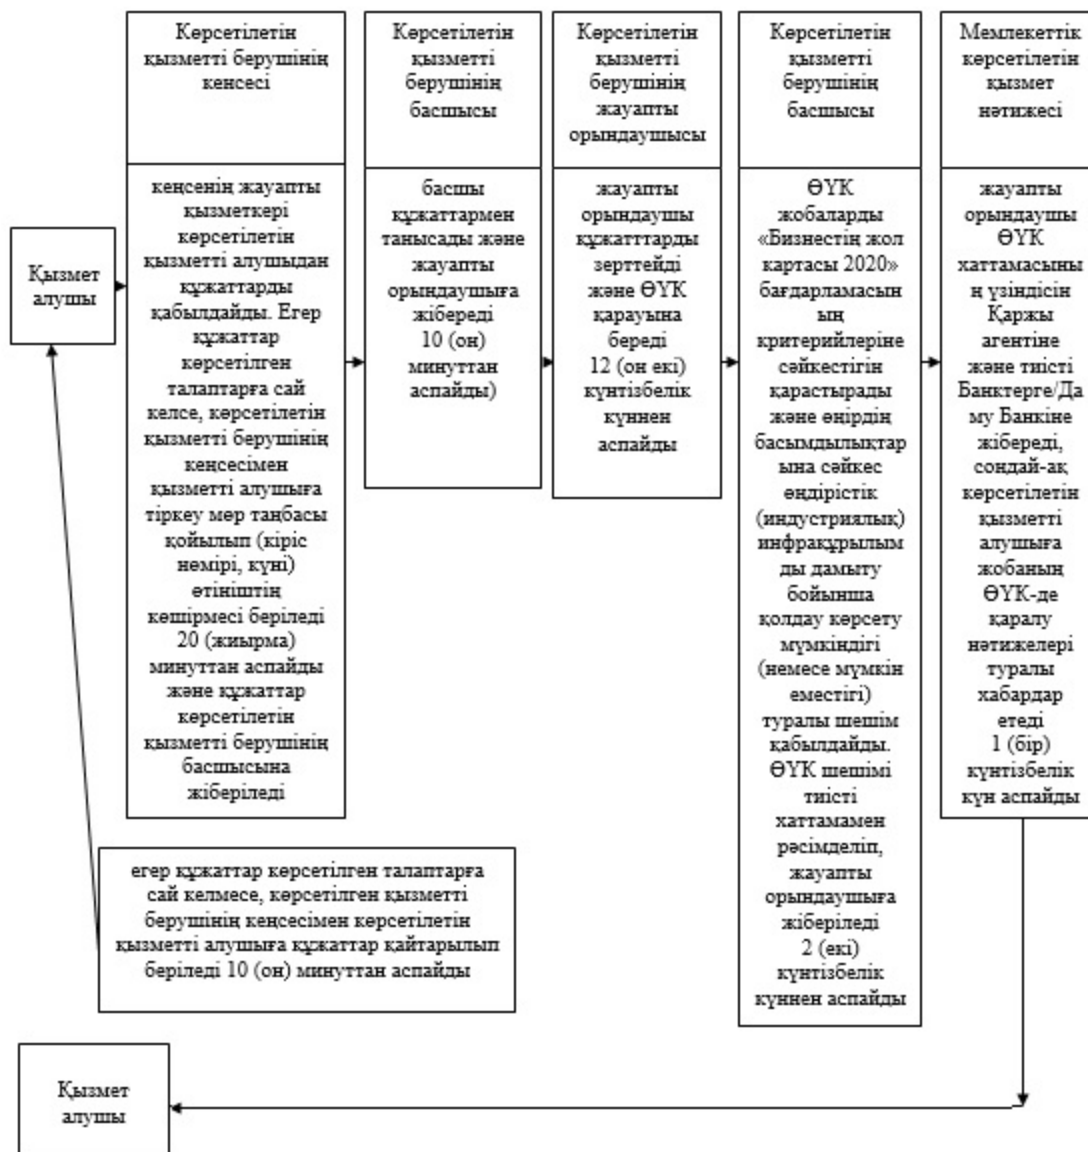 Қызмет
алушы
Көрсетілетін
қызметті берушінің
кенсесі
кеңсенің жауапты
қызметкері
көрсетілетін
қызметті алушыдан
құжаттарды
қабылдайды. Егер
құжаттар
көрсетілген
талаптарға сай
келсе, көрсетілетін
қызметті берушінің
кеңсесімен
қызметті алушыға
тіркеу мөр таңбасы
қойылып (кіріс
нөмірі, күні)
өтініштің
көшірмесі беріледі
20 (жиырма)
минуттан аспайды
және құжаттар
көрсетілетін
қызметті берушінің
басшысына
жіберіледі
Көрсетілетін
қызметті
берушінің
басшысы
басшы
құжаттармен
танысады және
жауапты
орындаушыға
жібереді
10 (он)
минуттан
аспайды)
Көрсетілетін
қызметті
берушінің
жауапты
орындаушысы
жауапты
орындаушы
құжатттарды
зерттейді
және ӨҮК
қарауына
береді
12 (он екі)
күнтізбелік
күннен
аспайды
Көрсетілетін
қызметті
берушінің
басшысы
ӨҮК
жобаларды
«Бизнестің жол
картасы 2020»
бағдарламасын
ың
критерийлеріне
сәйкестігін
қарастырады
және өңірдің
басымдылықтар
ына сәйкес
өңдірістік
(индустриялық)
инфрақұрылым
ды дамыту
бойынша
қолдау көрсету
мүмкіндігі
(немесе мүмкін
еместігі)
туралы шешім
қабылдайды.
ӨҮК шешімі
тиісті
хаттамамен
рәсімделіп,
жауапты
орындаушыға
жіберіледі
2 (екі)
күнтізбелік
күннен аспайды
Мемлекеттік
көрсетілетін
қызмет
нәтижесі
жауапты
орындаушы
ӨҮК
хаттамасыны
ң үзіндісін
Қаржы
агентіне
және тиісті
Банктерге/Да
му Банкіне
жібереді,
сондай-ақ
көрсетілетін
қызметті
алушыға
жобаның
ӨҮК-де
қаралу
нәтижелері
туралы
хабардар
етеді
1 (бір)
күнтізбелік
күн аспайды
егер құжаттар көрсетілген талаптарға
сай келмесе, көрсетілген қызметті
берушінің кеңсесімен көрсетілетін
қызметті алушыға құжаттар қайтарылып
беріледі 10 (он) минуттан аспайды
Қызмет
алушы